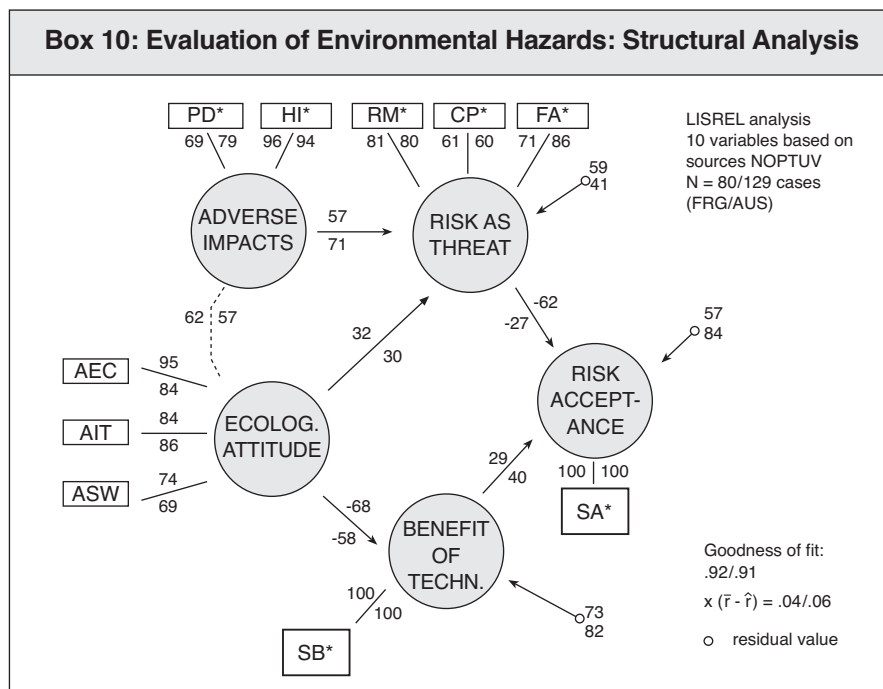 Box 10: Evaluation of Environmental Hazards: Structural Analysis
PD* HI* RM* CP* FA*
69 79 96 94 81 80 61 60 71 86
LISREL analysis
10 variables based on
sources NOPTUV
N = 80/129 cases
(FRG/AUS)
59
41
ADVERSE
IMPACTS
57
71
RISK AS
THREAT
62 57
32
30
-62
-27
57
84
AEC
95
84
AIT
84
86
ASW
74
69
ECOLOG.
ATTITUDE
RISK
ACCEPT-
ANCE
100 100
SA*
29
40
-68
-58
BENEFIT
OF
TECHN.
100
100
SB*
73
82
Goodness of fit:
.92/.91
x (r̄ - r̂) = .04/.06
residual value